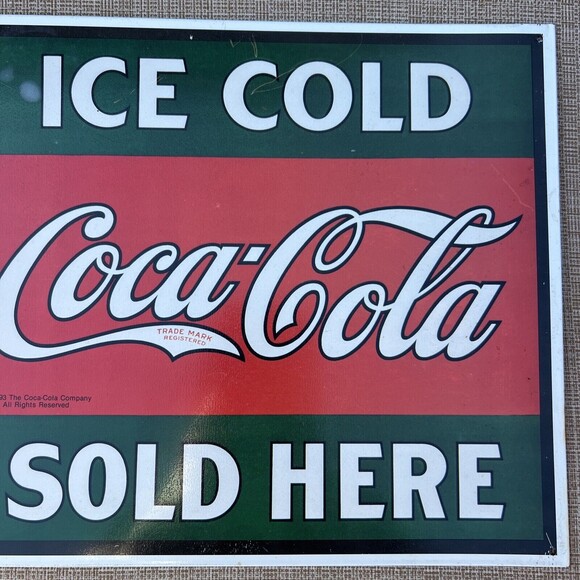 ICE COLD
Coca-Cola
TRADE MARK
REGISTERED
93 The Coca-Cola Company
All Rights Reserved
SOLD HERE